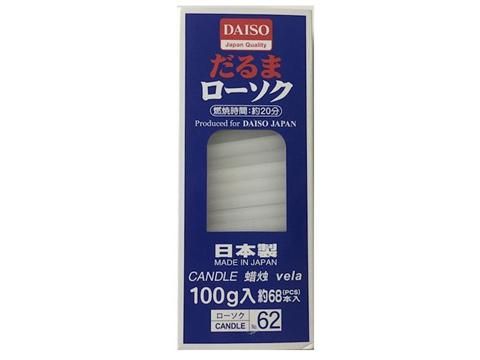 DAISO
Japan Quality
だるま
ローソク
燃焼時間:約20分
Produced for DAISO JAPAN
日本製
MADE IN JAPAN
CANDLE 蜡烛 vela
100g入約68(PCS)本入
ローソク
CANDLE № 62